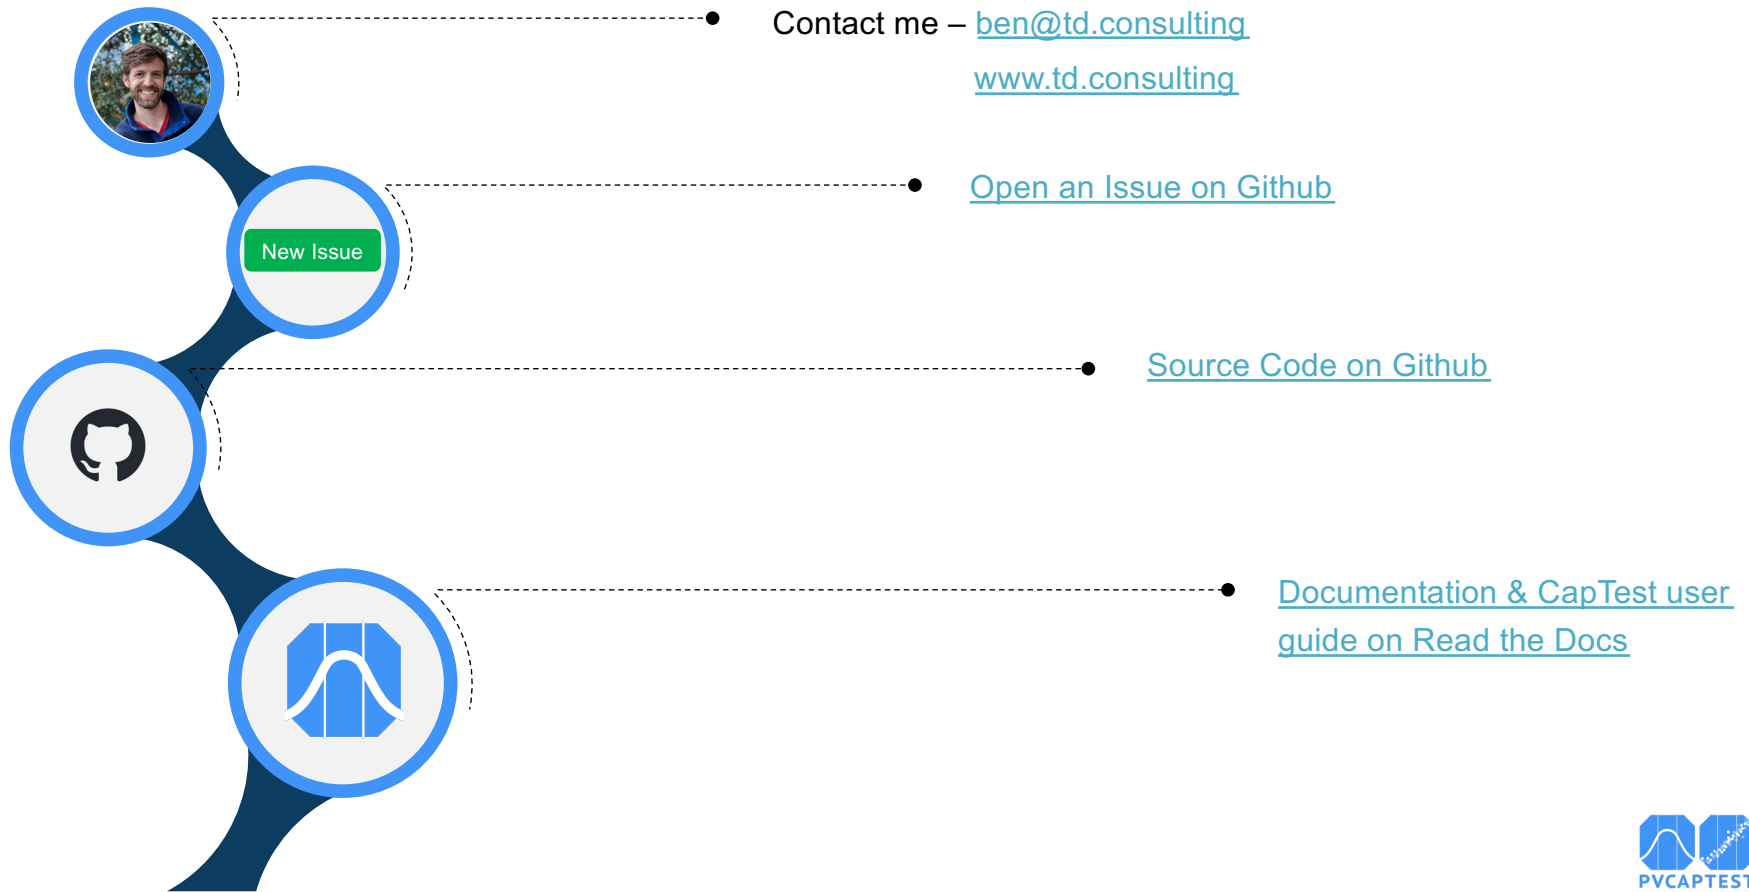 Contact me – ben@td.consulting
www.td.consulting
Open an Issue on Github
New Issue
Source Code on Github
Documentation & CapTest user
guide on Read the Docs
PVCAPTEST